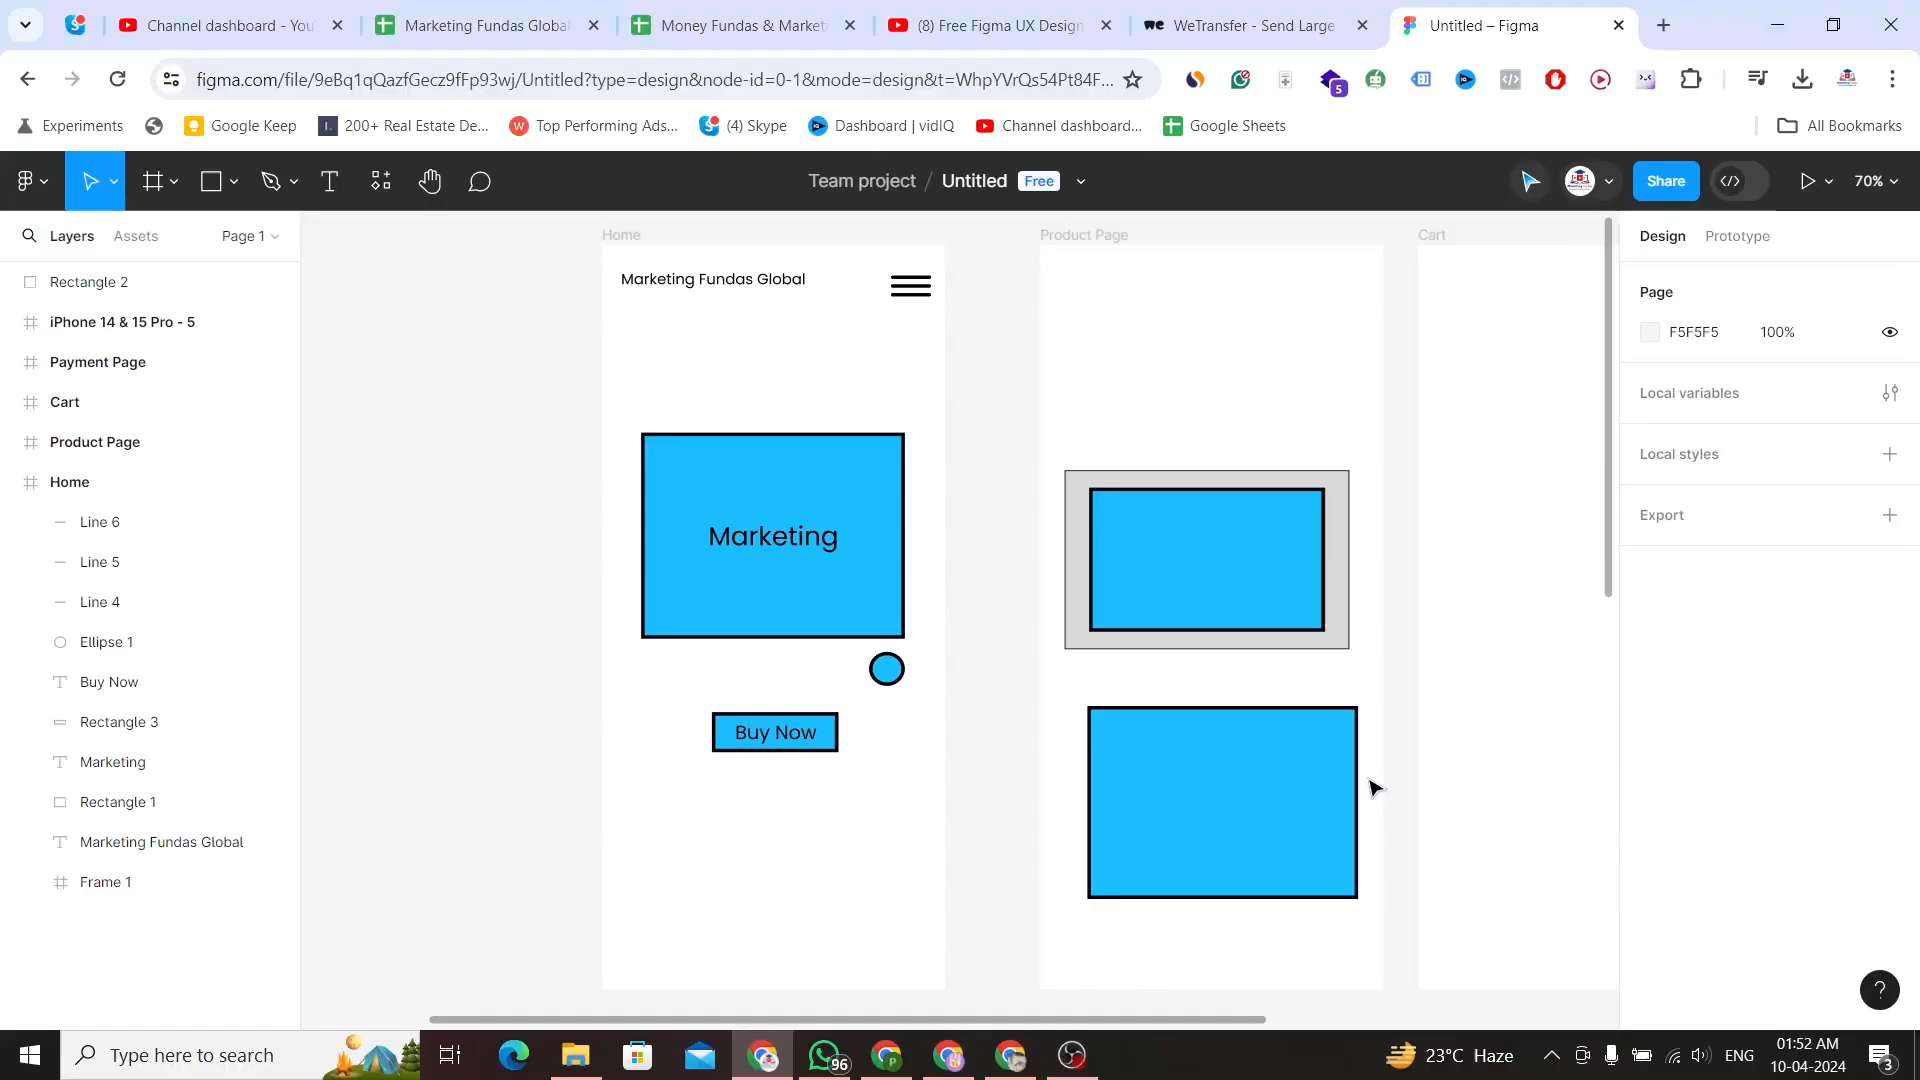 Channel dashboard - You
Marketing Fundas Global
Money Fundas & Marketi
(8) Free Figma UX Design
WeTransfer - Send Large
Untitled – Figma
figma.com/file/9eBq1qQazfGecz9fFp93wj/Untitled?type=design&node-id=0-1&mode=design&t=WhpYVrQs54Pt84F...
5
Experiments
Google Keep
200+ Real Estate De...
Top Performing Ads...
(4) Skype
Dashboard | vidIQ
Channel dashboard...
Google Sheets
All Bookmarks
Team project / Untitled Free
Share
70%
Layers Assets Page 1
Rectangle 2
iPhone 14 & 15 Pro - 5
Payment Page
Cart
Product Page
Home
Line 6
Line 5
Line 4
Ellipse 1
Buy Now
Rectangle 3
Marketing
Rectangle 1
Marketing Fundas Global
Frame 1
Home
Marketing Fundas Global
Marketing
Buy Now
Product Page
Cart
Design Prototype
Page
F5F5F5 100%
Local variables
Local styles
Export
?
Type here to search
96
23°C Haze
ENG
01:52 AM
10-04-2024
3